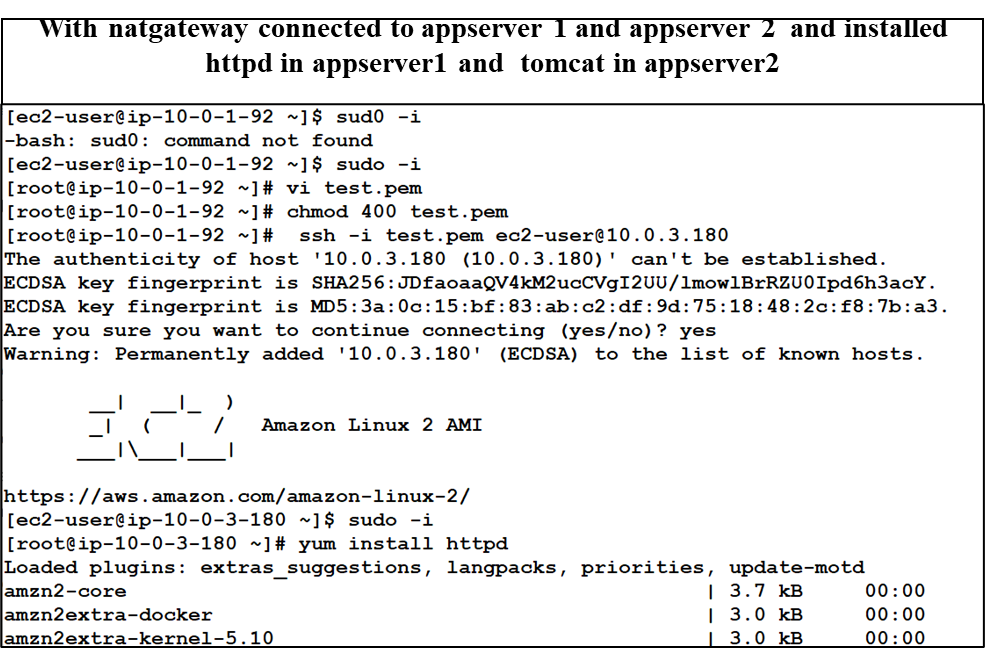 With natgateway connected to appserver 1 and appserver 2 and installed
httpd in appserver1 and tomcat in appserver2
[ec2-user@ip-10-0-1-92 ~]$ sud0 -i
-bash: sud0: command not found
[ec2-user@ip-10-0-1-92 ~]$ sudo -i
[root@ip-10-0-1-92 ~]# vi test.pem
[root@ip-10-0-1-92 ~]# chmod 400 test.pem
[root@ip-10-0-1-92 ~]#  ssh -i test.pem ec2-user@10.0.3.180
The authenticity of host '10.0.3.180 (10.0.3.180)' can't be established.
ECDSA key fingerprint is SHA256:JDfaoaaQV4kM2ucCVgI2UU/lmowlBrRZU0Ipd6h3acY.
ECDSA key fingerprint is MD5:3a:0c:15:bf:83:ab:c2:df:9d:75:18:48:2c:f8:7b:a3.
Are you sure you want to continue connecting (yes/no)? yes
Warning: Permanently added '10.0.3.180' (ECDSA) to the list of known hosts.
       __|  __|_  )
       _|  (     /   Amazon Linux 2 AMI
      ___|\___|___|
https://aws.amazon.com/amazon-linux-2/
[ec2-user@ip-10-0-3-180 ~]$ sudo -i
[root@ip-10-0-3-180 ~]# yum install httpd
Loaded plugins: extras_suggestions, langpacks, priorities, update-motd
amzn2-core | 3.7 kB 00:00
amzn2extra-docker | 3.0 kB 00:00
amzn2extra-kernel-5.10 | 3.0 kB 00:00